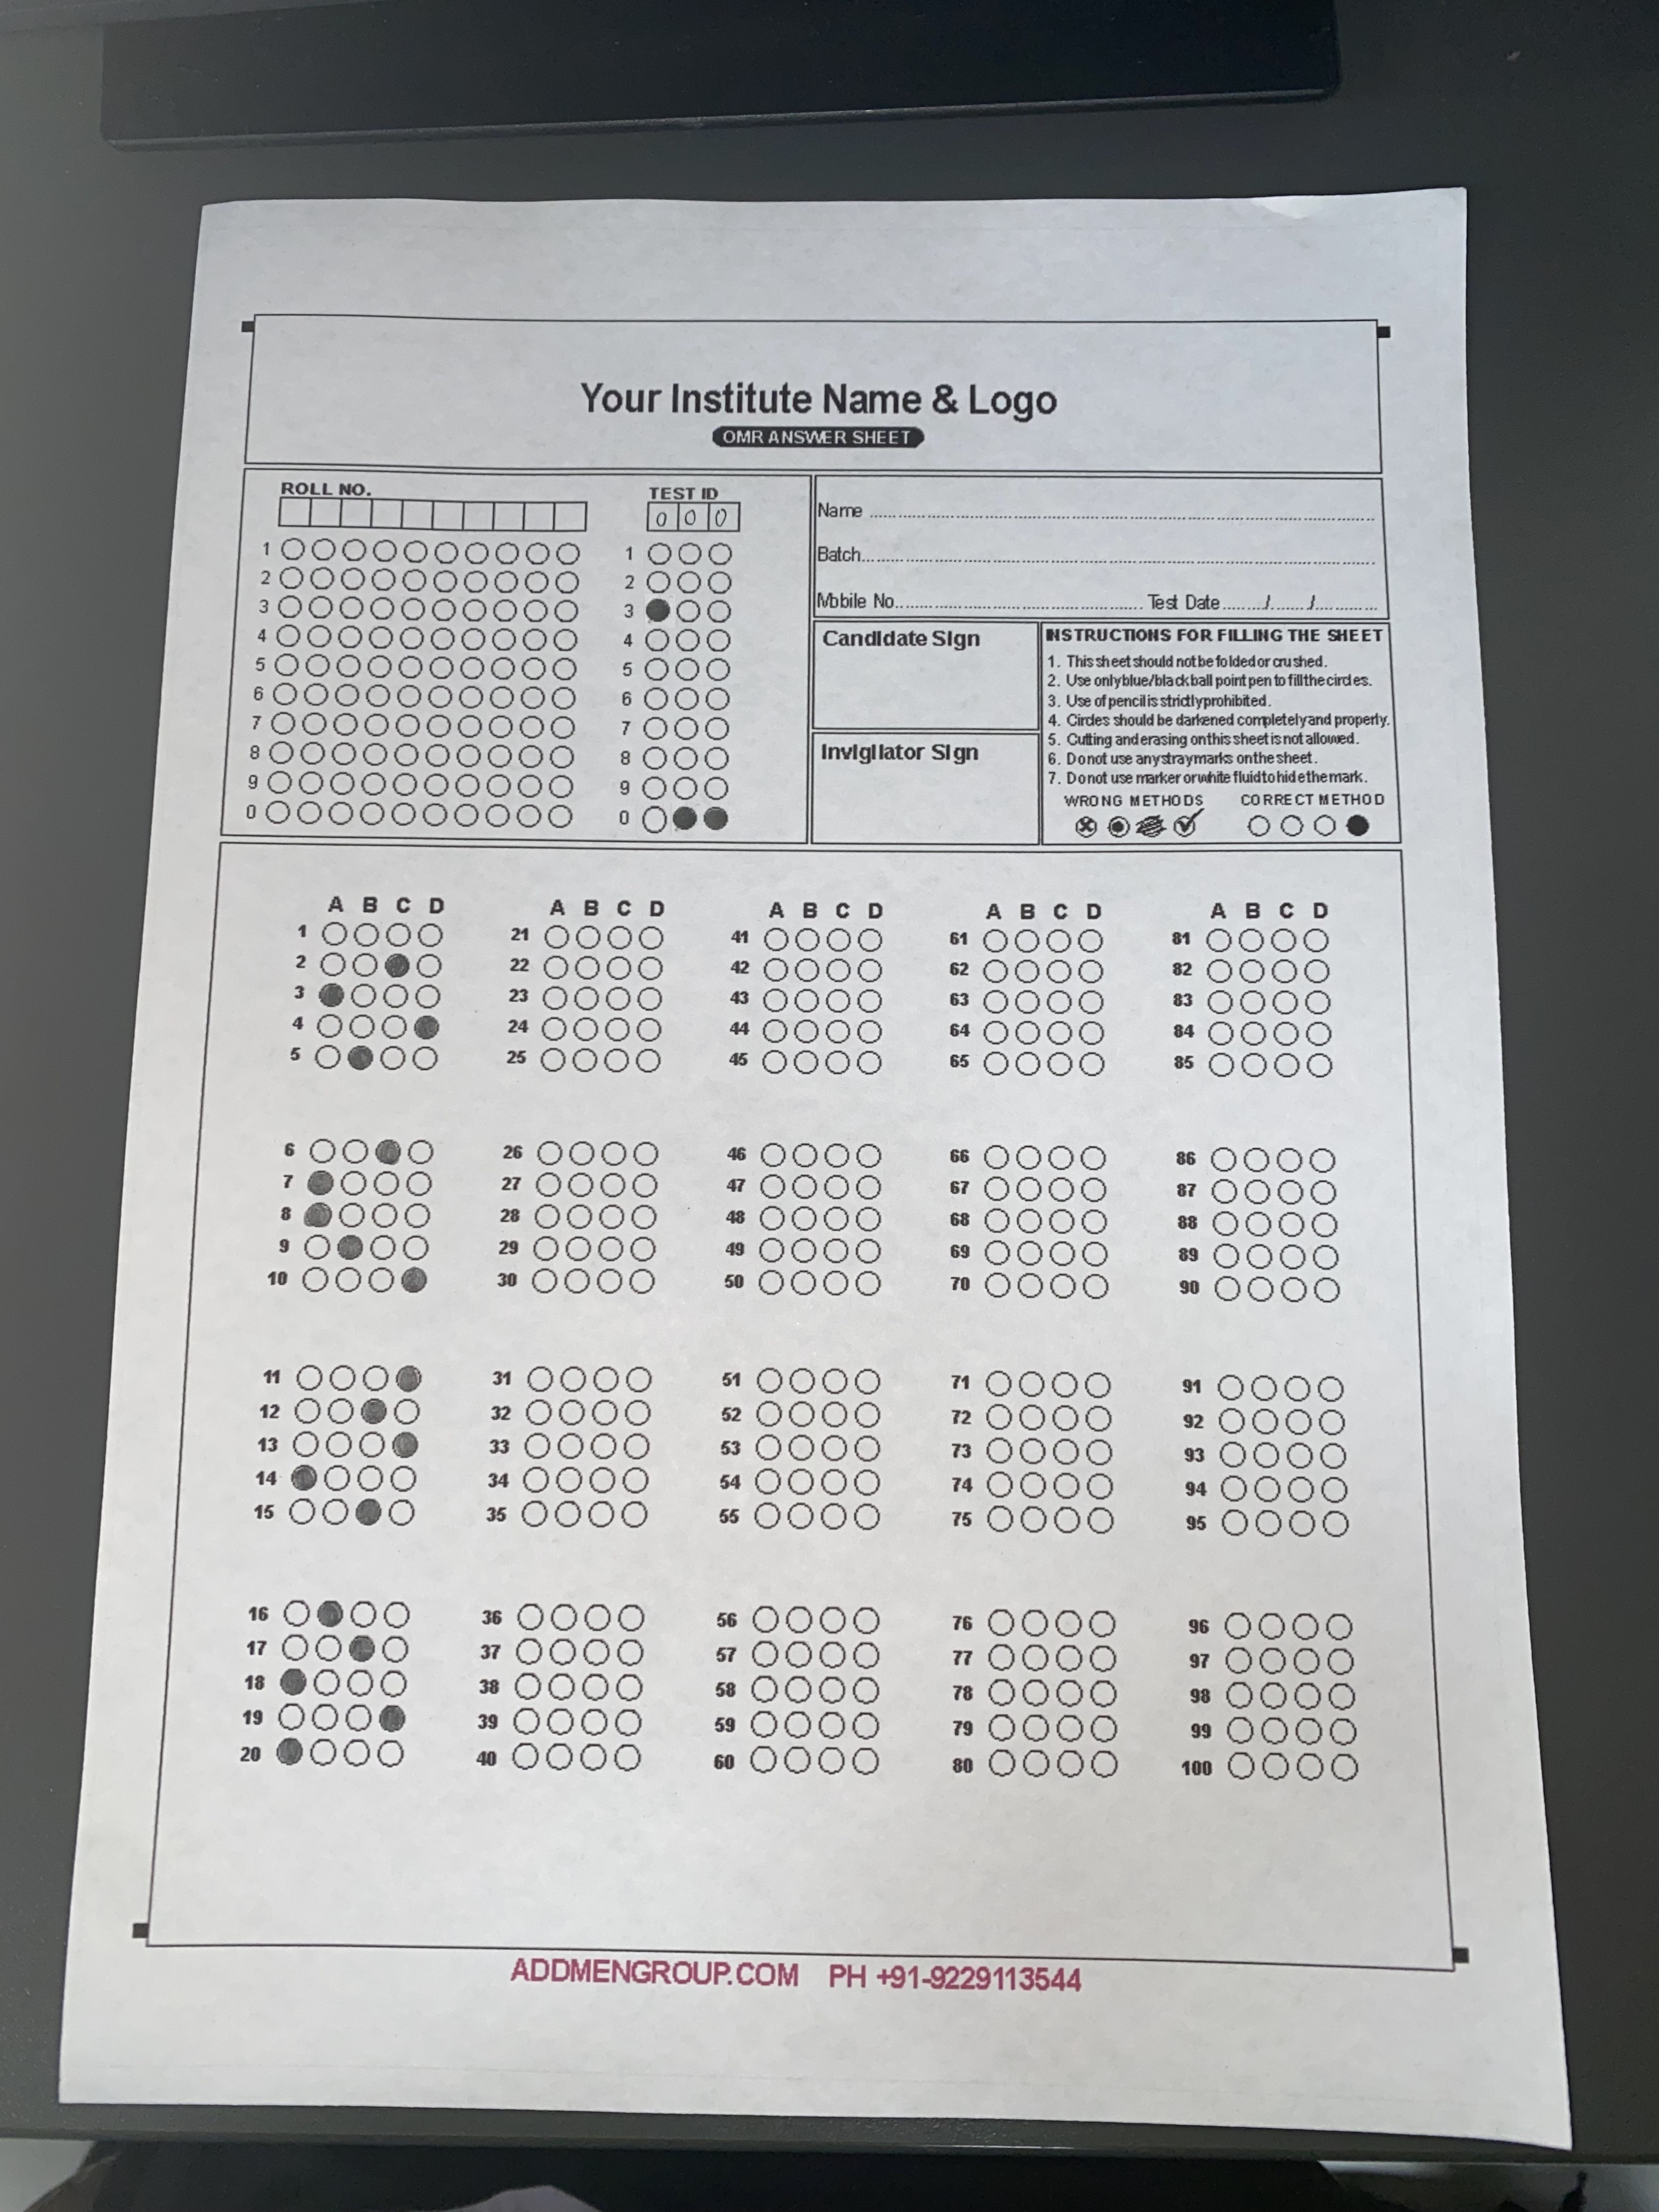 Your Institute Name & Logo
OMR ANSWER SHEET
ROLL NO.
TEST ID
0 0 0
1 1
2 2
3 3
4 4
5 5
6 6
7 7
8 8
9 9
0 0
Name
Batch
Mobile No. Test Date / /
Candidate Sign
Invigilator Sign
INSTRUCTIONS FOR FILLING THE SHEET
1. This sheet should not be folded or crushed.
2. Use only blue/black ball point pen to fill the circles.
3. Use of pencil is strictly prohibited.
4. Circles should be darkened completely and properly.
5. Cutting and erasing on this sheet is not allowed.
6. Do not use any stray marks on the sheet.
7. Do not use marker or white fluid to hide the mark.
WRONG METHODS CORRECT METHOD
A B C D A B C D A B C D A B C D A B C D
1 21 41 61 81
2 22 42 62 82
3 23 43 63 83
4 24 44 64 84
5 25 45 65 85
6 26 46 66 86
7 27 47 67 87
8 28 48 68 88
9 29 49 69 89
10 30 50 70 90
11 31 51 71 91
12 32 52 72 92
13 33 53 73 93
14 34 54 74 94
15 35 55 75 95
16 36 56 76 96
17 37 57 77 97
18 38 58 78 98
19 39 59 79 99
20 40 60 80 100
ADDMENGROUP.COM PH +91-9229113544